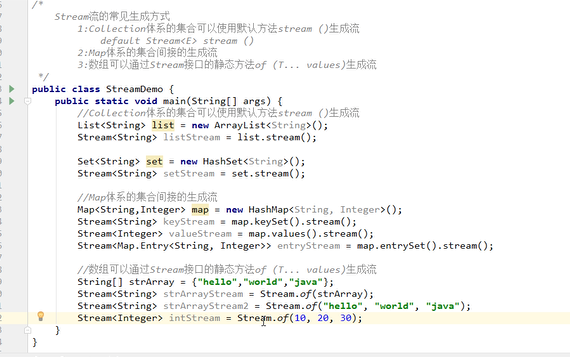 /*
Stream流的常见生成方式
1:Collection体系的集合可以使用默认方法stream ()生成流
default Stream<E> stream ()
2:Map体系的集合间接的生成流
3:数组可以通过Stream接口的静态方法of (T... values)生成流
*/
public class StreamDemo {
public static void main(String[] args) {
//Collection体系的集合可以使用默认方法stream ()生成流
List<String> list = new ArrayList<String>();
Stream<String> listStream = list.stream();
Set<String> set = new HashSet<String>();
Stream<String> setStream = set.stream();
//Map体系的集合间接的生成流
Map<String,Integer> map = new HashMap<String, Integer>();
Stream<String> keyStream = map.keySet().stream();
Stream<Integer> valueStream = map.values().stream();
Stream<Map.Entry<String, Integer>> entryStream = map.entrySet().stream();
//数组可以通过Stream接口的静态方法of (T... values)生成流
String[] strArray = {"hello","world","java"};
Stream<String> strArrayStream = Stream.of(strArray);
Stream<String> strArrayStream2 = Stream.of("hello", "world", "java");
Stream<Integer> intStream = Stream.of(10, 20, 30);
}
}